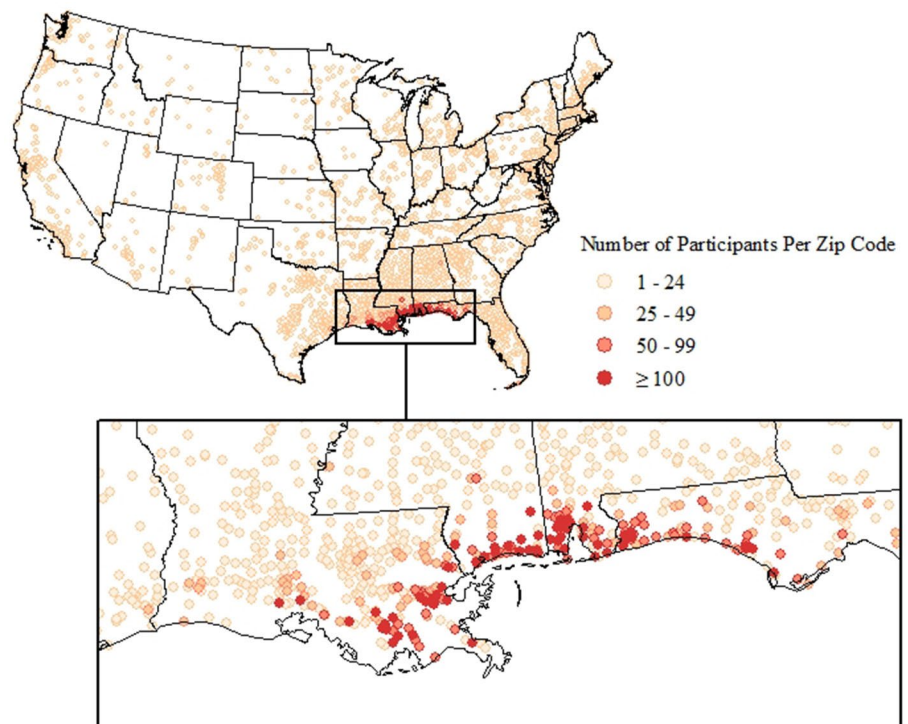 Number of Participants Per Zip Code
1 - 24
25 - 49
50 - 99
≥ 100